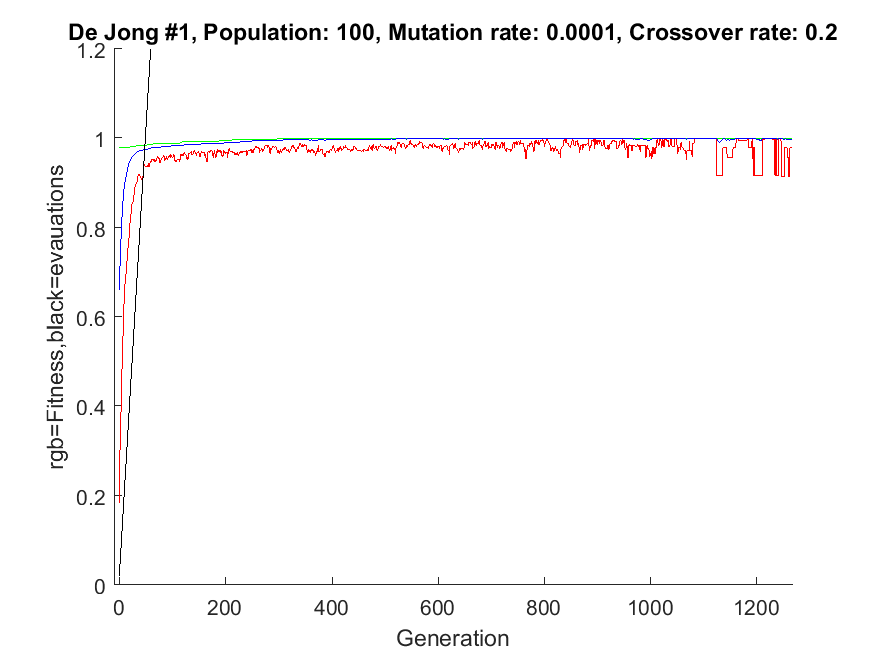 De Jong #1, Population: 100, Mutation rate: 0.0001, Crossover rate: 0.2
1.2
1
0.8
0.6
0.4
0.2
0
rgb=Fitness,black=evauations
0 200 400 600 800 1000 1200
Generation